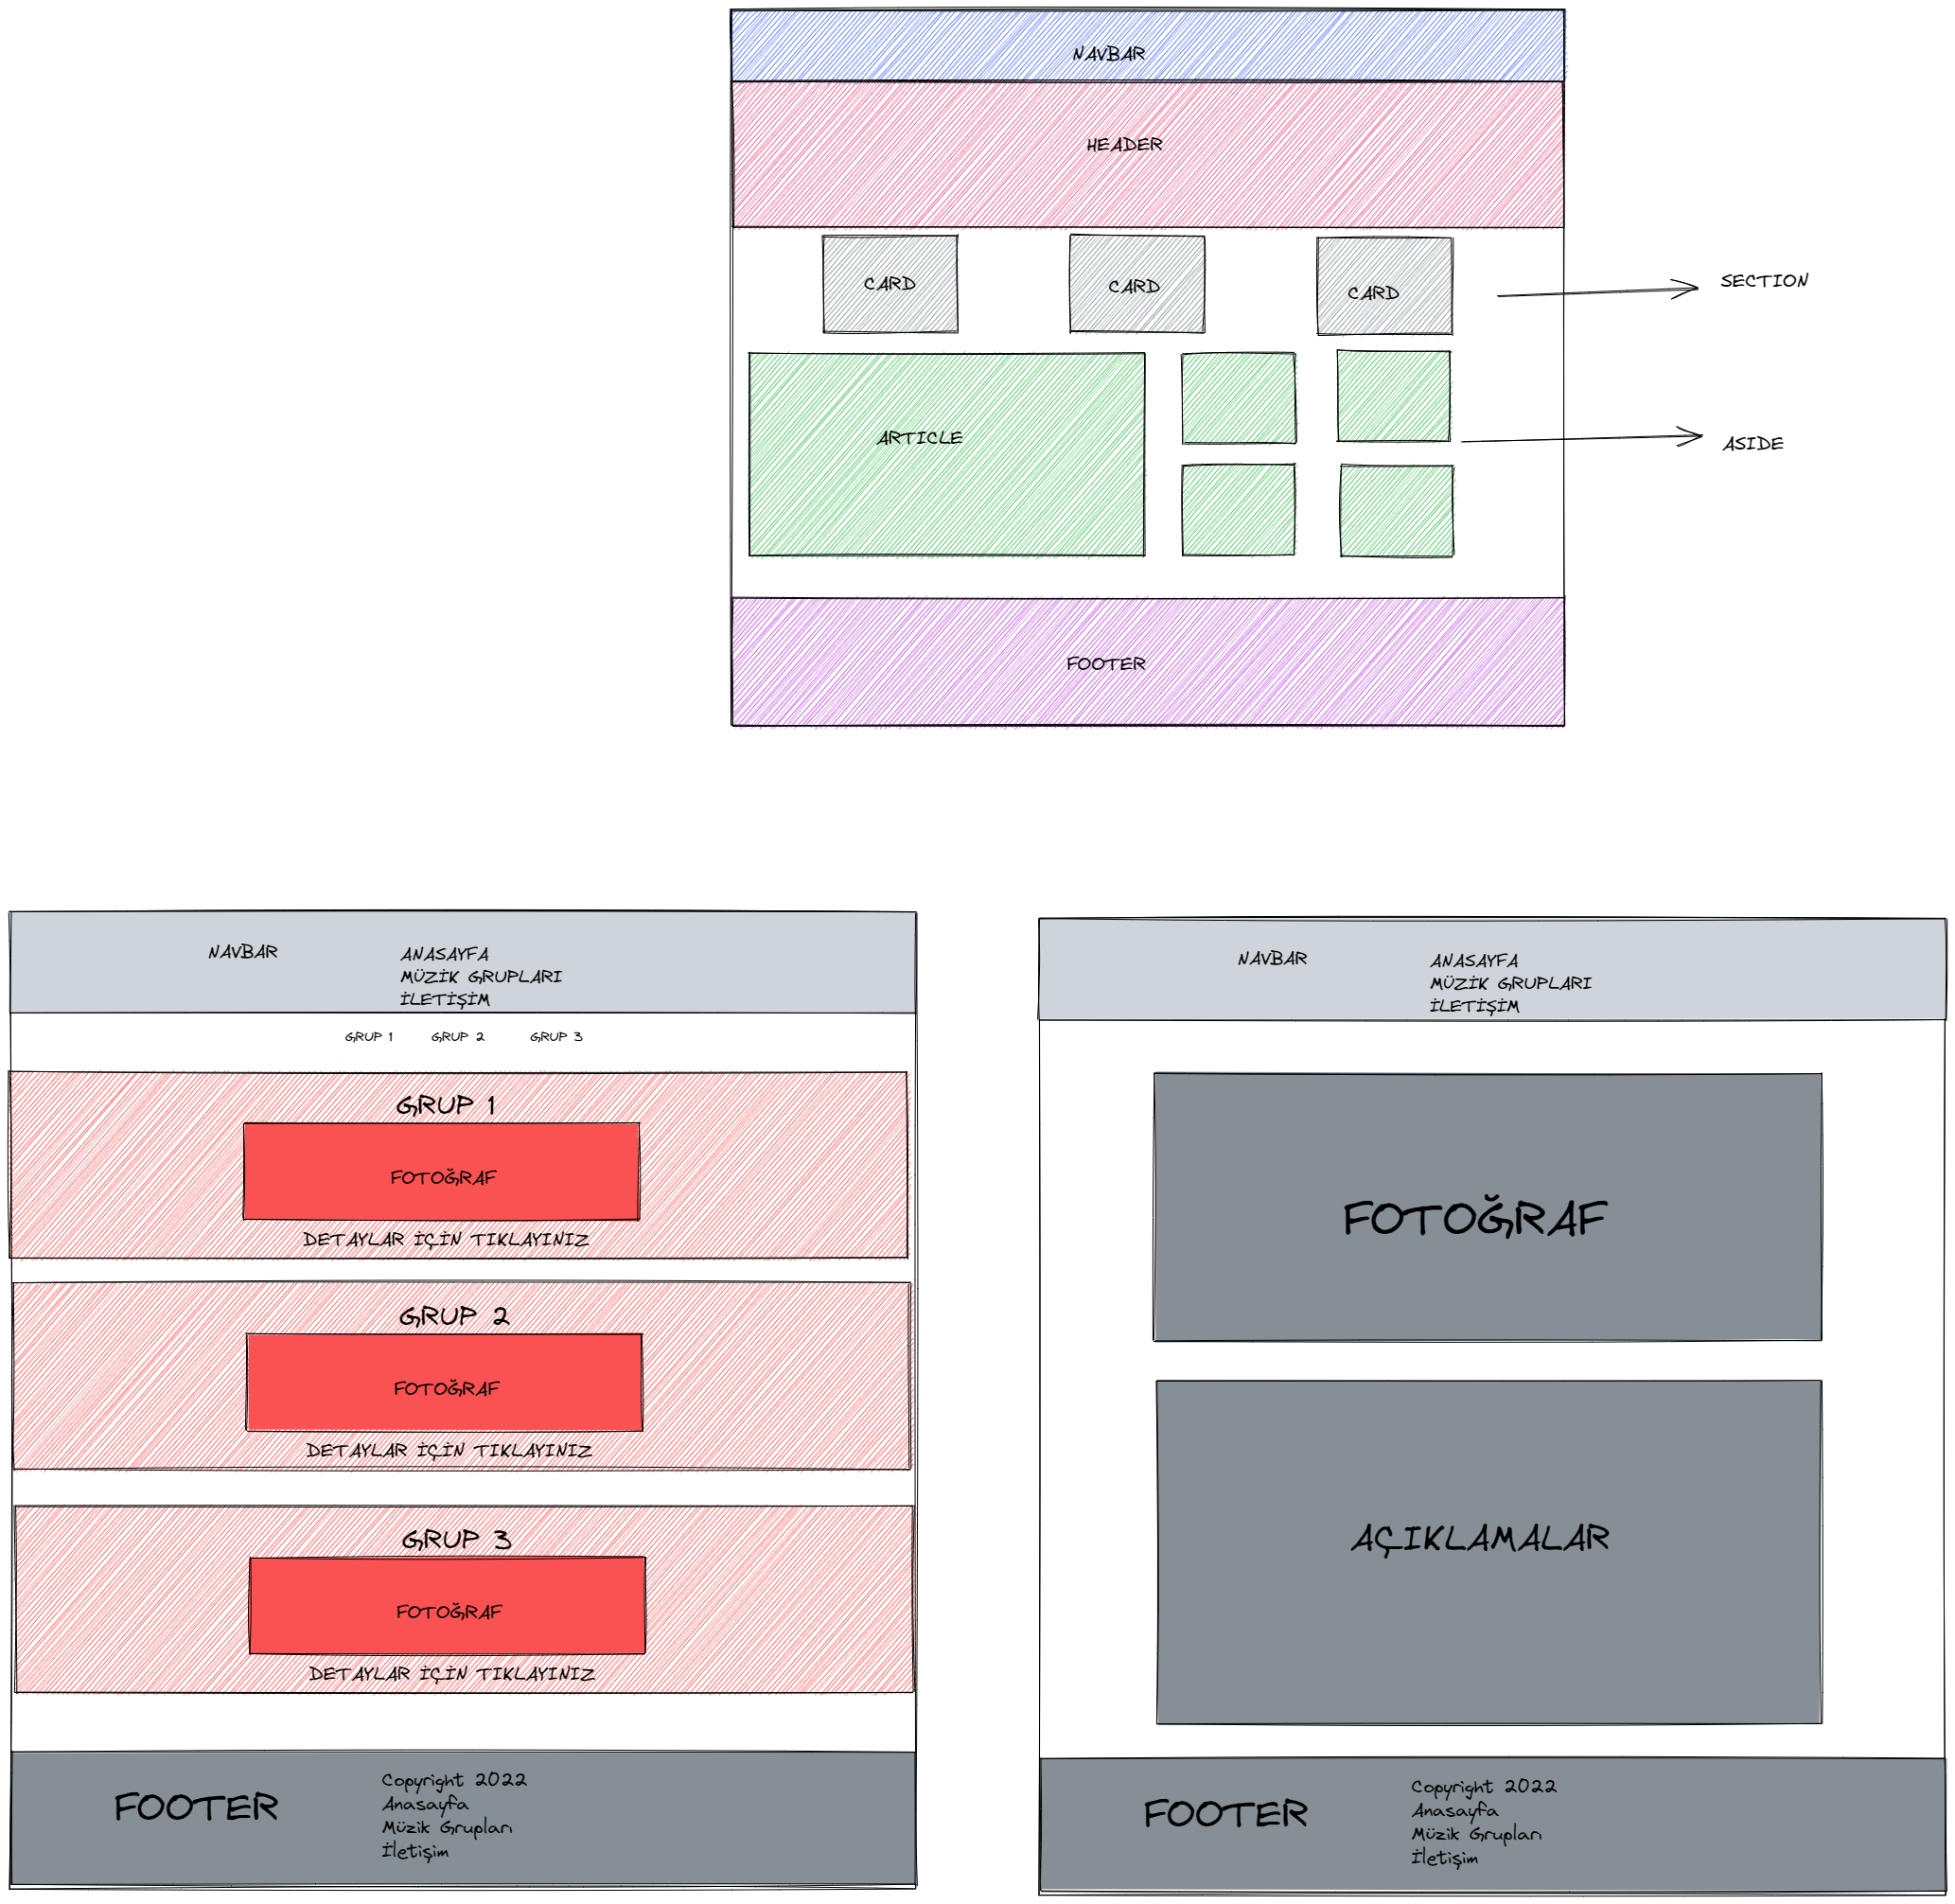 NAVBAR
HEADER
CARD
CARD
CARD
SECTION
ARTICLE
ASIDE
FOOTER
NAVBAR
ANASAYFA
MÜZİK GRUPLARI
İLETİŞİM
GRUP 1 GRUP 2 GRUP 3
GRUP 1
FOTOĞRAF
DETAYLAR İÇİN TIKLAYINIZ
GRUP 2
FOTOĞRAF
DETAYLAR İÇİN TIKLAYINIZ
GRUP 3
FOTOĞRAF
DETAYLAR İÇİN TIKLAYINIZ
FOOTER
Copyright 2022
Anasayfa
Müzik Grupları
İletişim
NAVBAR
ANASAYFA
MÜZİK GRUPLARI
İLETİŞİM
FOTOĞRAF
AÇIKLAMALAR
FOOTER
Copyright 2022
Anasayfa
Müzik Grupları
İletişim